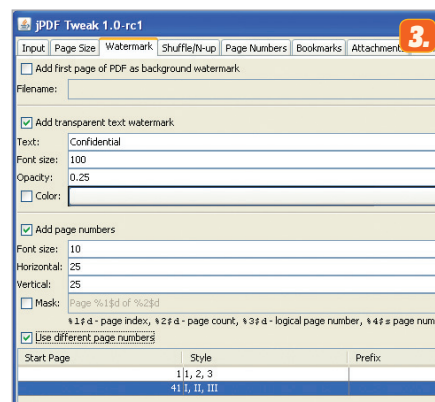 jPDF Tweak 1.0-rc1
3.
Input Page Size Watermark Shuffle/N-up Page Numbers Bookmarks Attachments
Add first page of PDF as background watermark
Filename:
Add transparent text watermark
Text: Confidential
Font size: 100
Opacity: 0.25
Color:
Add page numbers
Font size: 10
Horizontal: 25
Vertical: 25
Mask: Page %1$d of %2$d
%1$d - page index, %2$d - page count, %3$d - logical page number, %4$s page num
Use different page numbers
Start Page Style Prefix
1 1, 2, 3
41 I, II, III